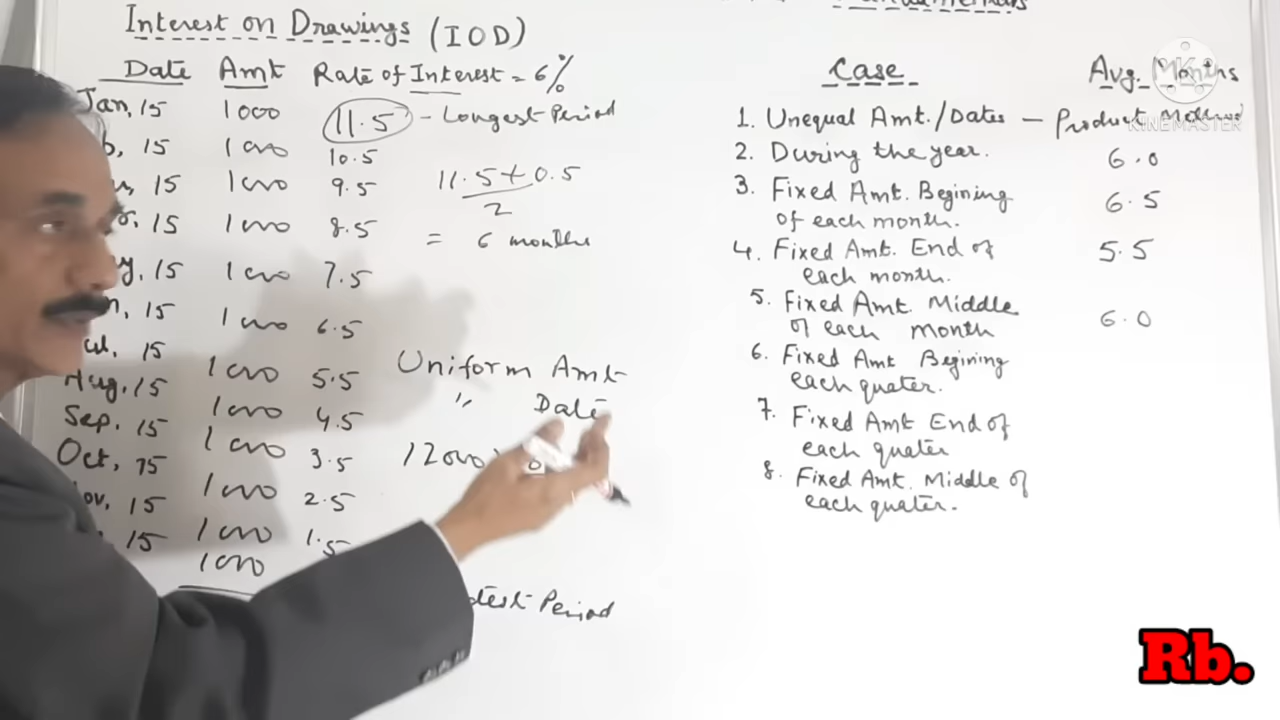 Interest on Drawings (IOD)
Date Amt Rate of Interest = 6%
Jan, 15 1000 11.5 - Longest Period
b, 15 1000 10.5
15 1000 9.5
15 1000 8.5
y, 15 1000 7.5
n, 15 1000 6.5
15 1000 5.5
Aug, 15 1000 4.5
Sep. 15 1000 3.5
Oct, 15 1000 2.5
ov, 15 1000 1.5
15 1000
11.5 + 0.5
2
= 6 months
Uniform Amt
" Date
12000
Period
Case Avg. Months
1. Unequal Amt./Dates - Product Method
2. During the year. 6.0
3. Fixed Amt. Begining
of each month. 6.5
4. Fixed Amt. End of
each month. 5.5
5. Fixed Amt. Middle
of each month 6.0
6. Fixed Amt Begining
each quater.
7. Fixed Amt End of
each quater
8. Fixed Amt. Middle of
each quater.
KINEMASTER
Rb.